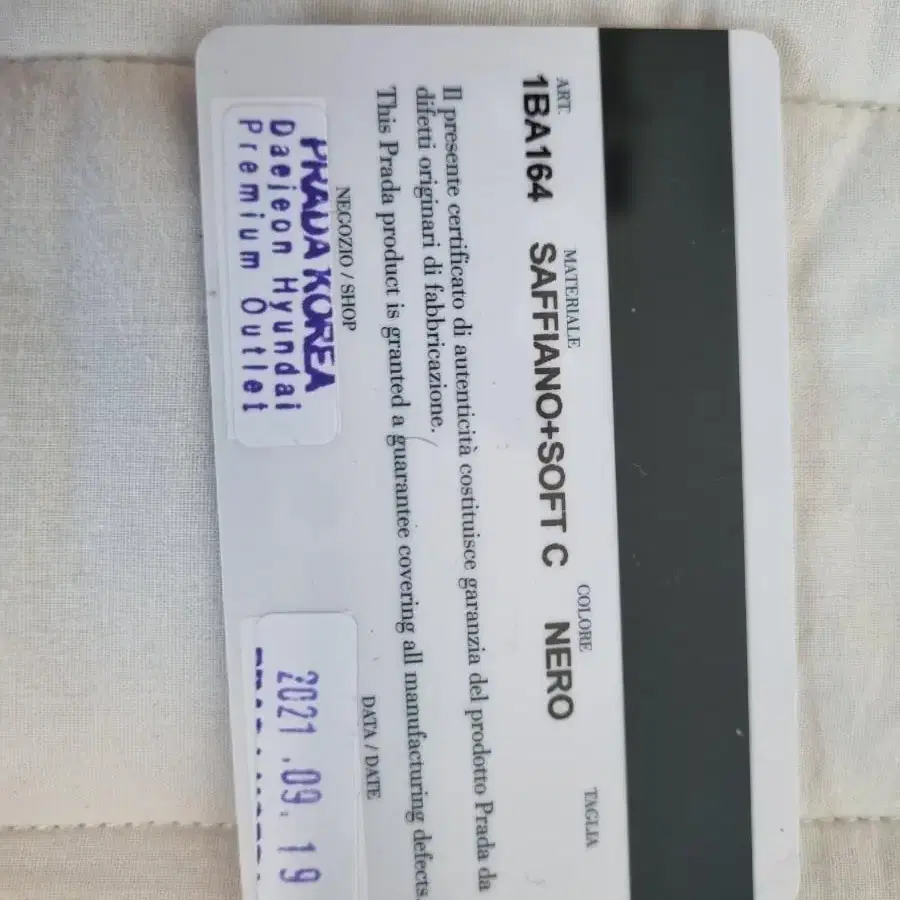 ART. MATERIALE COLORE TAGLIA
1BA164 SAFFIANO+SOFT C NERO
Il presente certificato di autenticità costituisce garanzia del prodotto Prada da
difetti originari di fabbricazione.
This Prada product is granted a guarantee covering all manufacturing defects.
NEGOZIO / SHOP
PRADA KOREA
Daejeon Hyundai
Premium Outlet
DATA / DATE
2021.09.19